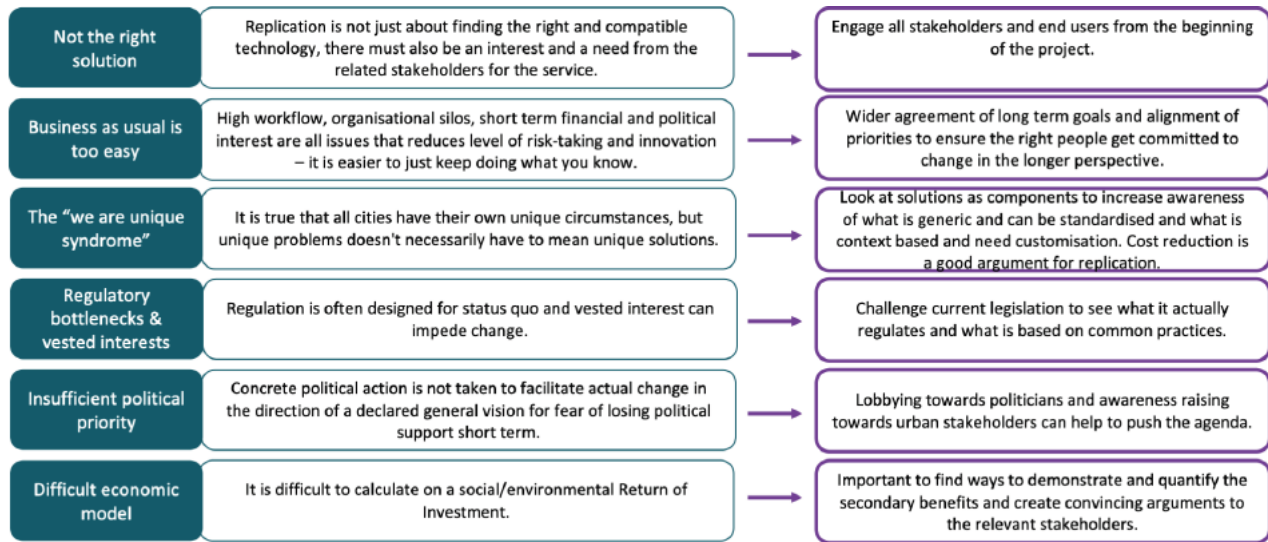 Not the right
solution
Replication is not just about finding the right and compatible
technology, there must also be an interest and a need from the
related stakeholders for the service.
Engage all stakeholders and end users from the beginning
of the project.
Business as usual is
too easy
High workflow, organisational silos, short term financial and political
interest are all issues that reduces level of risk-taking and innovation
– it is easier to just keep doing what you know.
Wider agreement of long term goals and alignment of
priorities to ensure the right people get committed to
change in the longer perspective.
The “we are unique
syndrome”
It is true that all cities have their own unique circumstances, but
unique problems doesn't necessarily have to mean unique solutions.
Look at solutions as components to increase awareness
of what is generic and can be standardised and what is
context based and need customisation. Cost reduction is
a good argument for replication.
Regulatory
bottlenecks &
vested interests
Regulation is often designed for status quo and vested interest can
impede change.
Challenge current legislation to see what it actually
regulates and what is based on common practices.
Insufficient political
priority
Concrete political action is not taken to facilitate actual change in
the direction of a declared general vision for fear of losing political
support short term.
Lobbying towards politicians and awareness raising
towards urban stakeholders can help to push the agenda.
Difficult economic
model
It is difficult to calculate on a social/environmental Return of
Investment.
Important to find ways to demonstrate and quantify the
secondary benefits and create convincing arguments to
the relevant stakeholders.